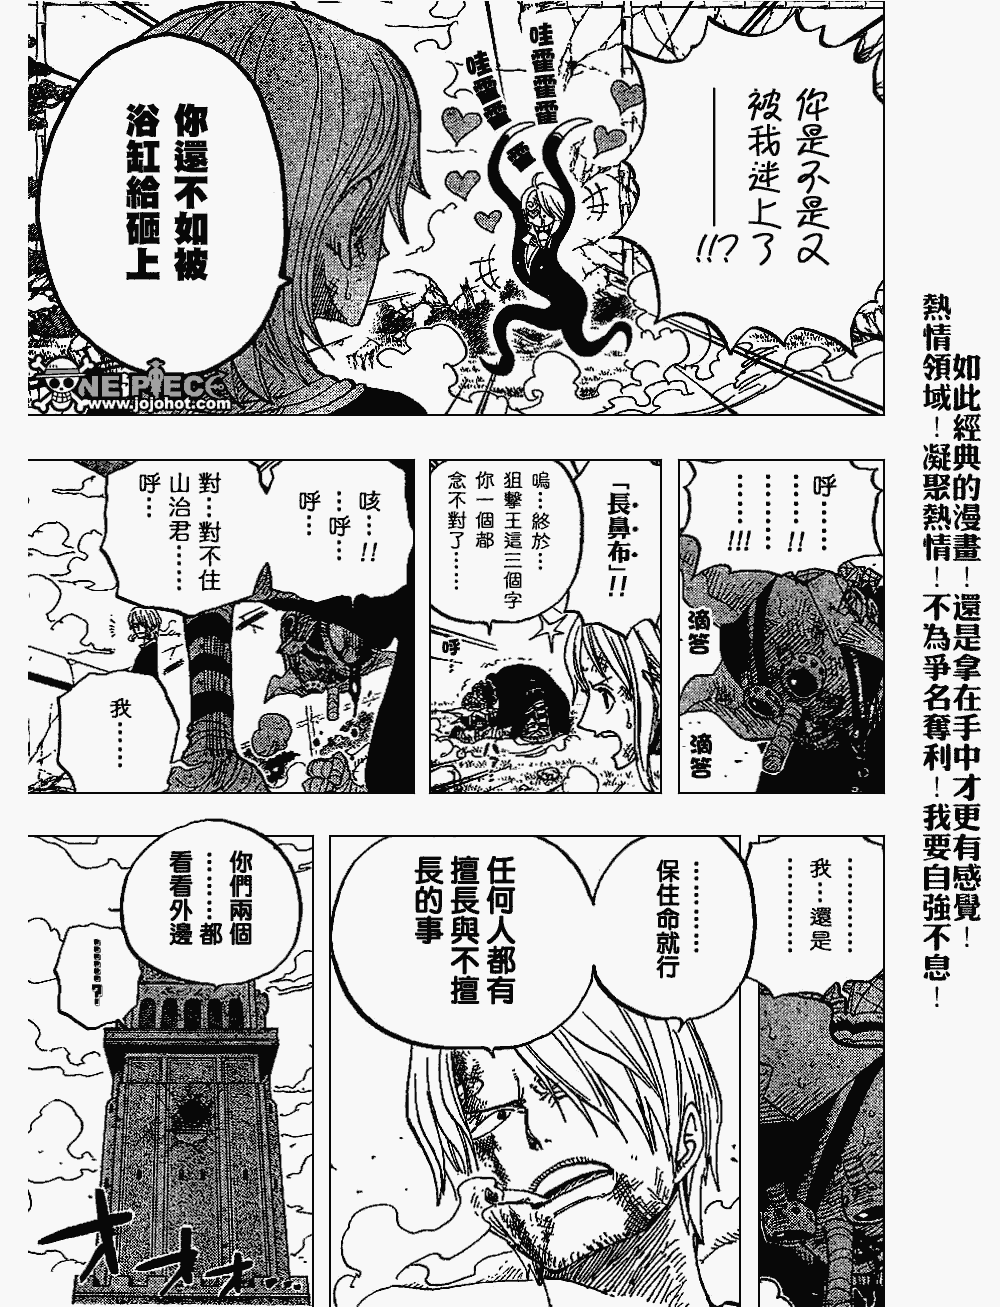 你是不是又
被我迷上了
——!!?
哇霍霍霍
哇霍霍
霍
你還不如被
浴缸給砸上
ONE PIECE
www.jojohot.com
呼⋯
⋯⋯⋯!!
⋯⋯⋯!!!
滴答
滴答
「長鼻布」!!
嗚⋯終於⋯
狙擊王這三個字
你一個都
念不對了⋯⋯
呼⋯
咳⋯!!
⋯呼⋯
呼⋯
對⋯對不住
山治君⋯⋯
呼⋯
我⋯⋯
⋯⋯⋯
我⋯還是
⋯⋯⋯
⋯⋯⋯
保住命就行
任何人都有
擅長與不擅
長的事
你們兩個
⋯⋯⋯都
看看外邊
⋯⋯⋯?
オオオ⋯
如此經典的漫畫！還是拿在手中才更有感覺！
熱情領域！凝聚熱情！不為爭名奪利！我要自強不息！